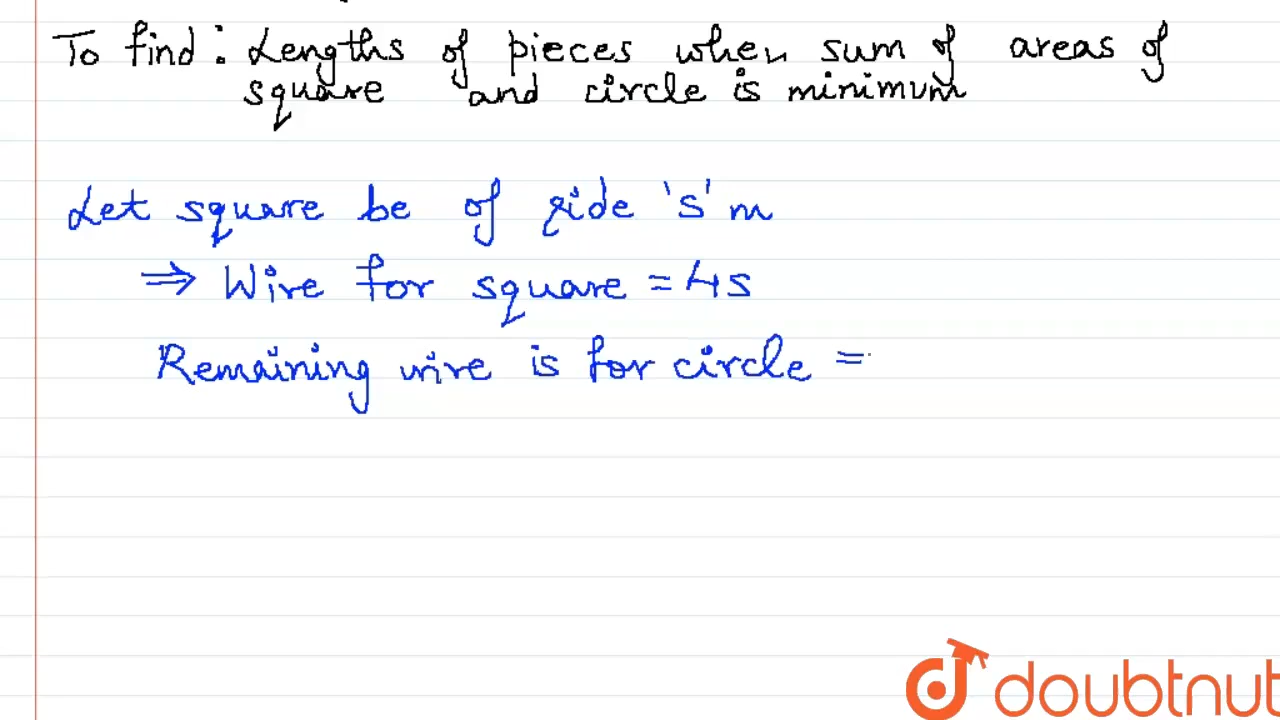 To find : Lengths of pieces when sum of areas of
square and circle is minimum
Let square be of side 's' m
⇒ Wire for square = 4s
Remaining wire is for circle =
doubtnut